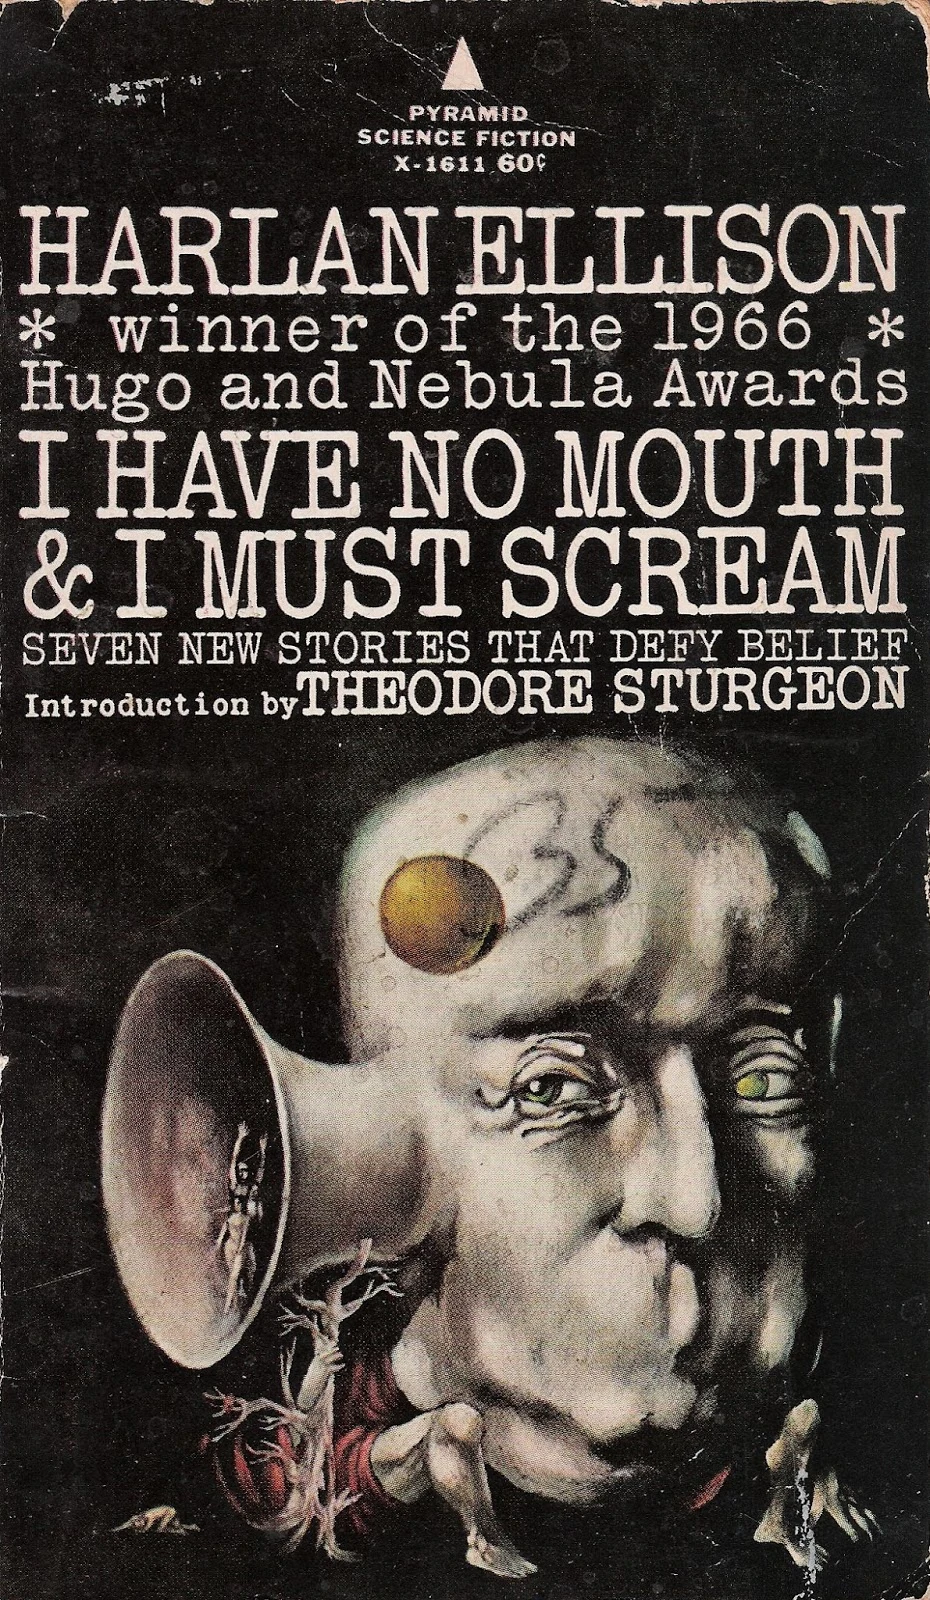 PYRAMID
SCIENCE FICTION
X-1611 60¢
HARLAN ELLISON
* winner of the 1966 *
Hugo and Nebula Awards
I HAVE NO MOUTH
& I MUST SCREAM
SEVEN NEW STORIES THAT DEFY BELIEF
Introduction by THEODORE STURGEON